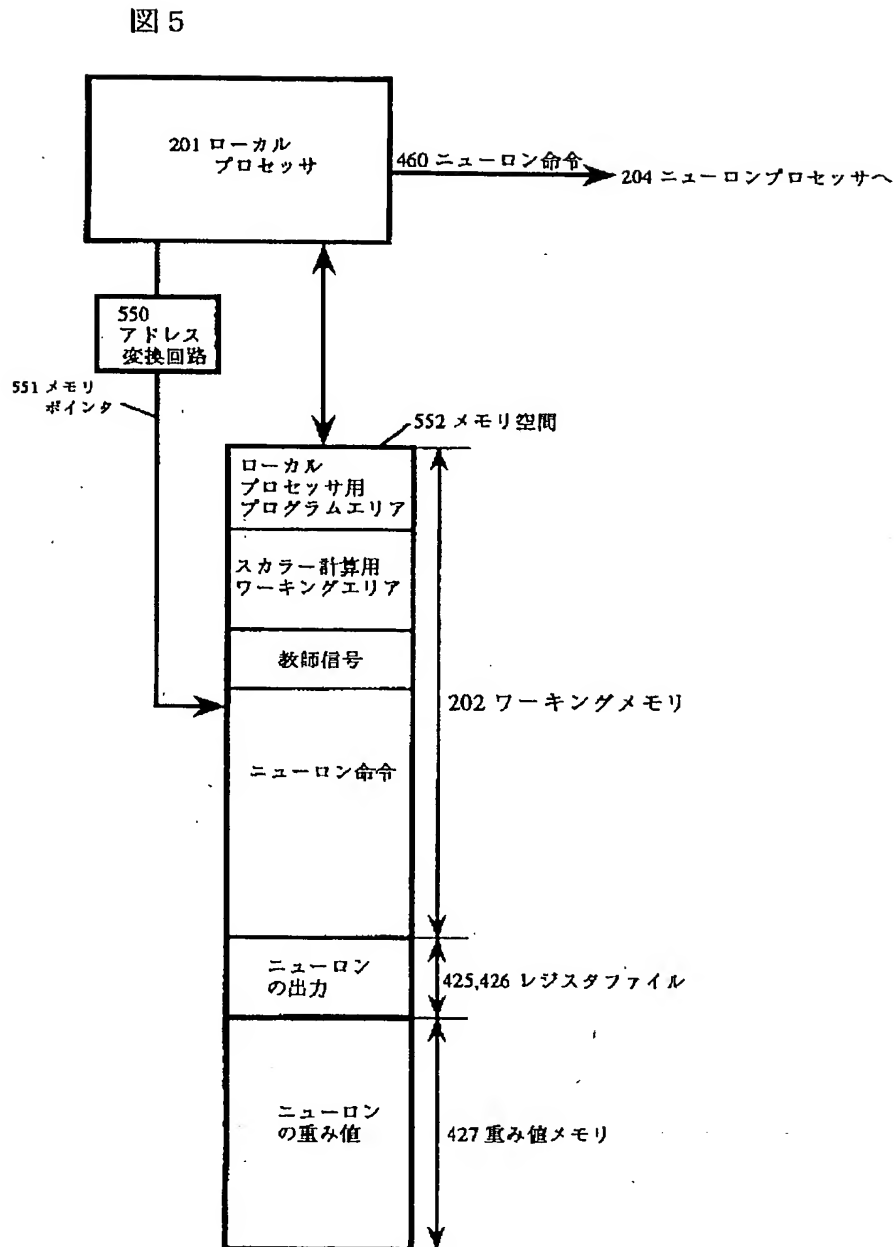 図5
201 ローカル
プロセッサ
460 ニューロン命令
204 ニューロンプロセッサへ
550
アドレス
変換回路
551 メモリ
ポインタ
552 メモリ空間
ローカル
プロセッサ用
プログラムエリア
スカラー計算用
ワーキングエリア
教師信号
202 ワーキングメモリ
ニューロン命令
ニューロン
の出力
425,426 レジスタファイル
ニューロン
の重み値
427 重み値メモリ